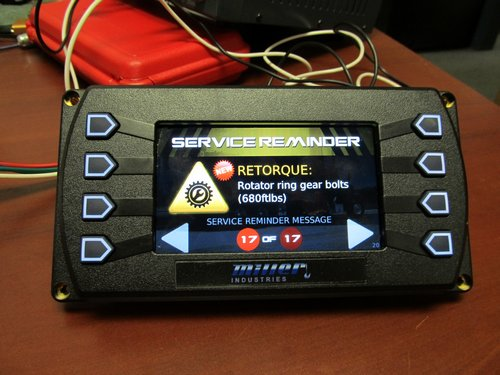 SERVICE REMINDER
NEW
RETORQUE:
Rotator ring gear bolts
(680ftlbs)
SERVICE REMINDER MESSAGE
17 OF 17
20
miller
INDUSTRIES